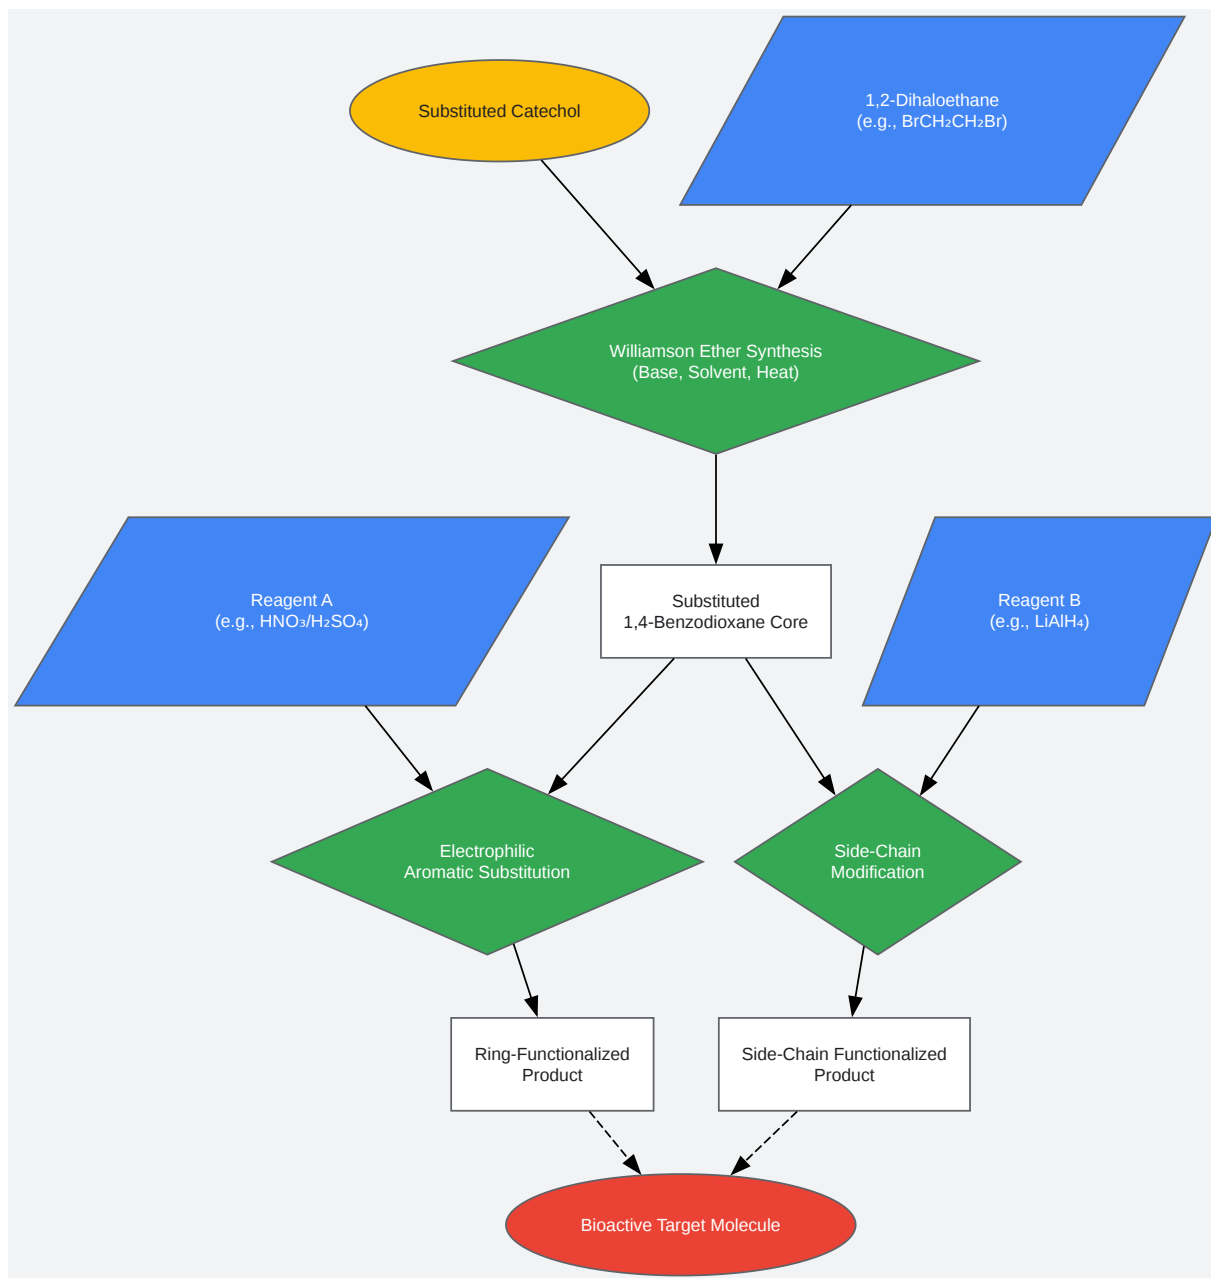 Substituted Catechol
1,2-Dihaloethane
(e.g., BrCH₂CH₂Br)
Williamson Ether Synthesis
(Base, Solvent, Heat)
Reagent A
(e.g., HNO₃/H₂SO₄)
Substituted
1,4-Benzodioxane Core
Reagent B
(e.g., LiAlH₄)
Electrophilic
Aromatic Substitution
Side-Chain
Modification
Ring-Functionalized
Product
Side-Chain Functionalized
Product
Bioactive Target Molecule